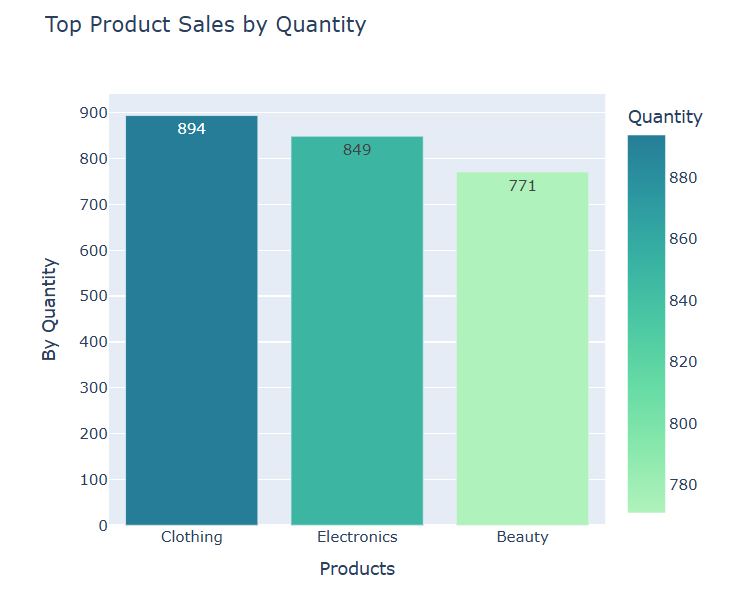 Top Product Sales by Quantity
Quantity
900
800
700
600
500
400
300
200
100
0
By Quantity
894
849
771
Clothing
Electronics
Beauty
Products
880
860
840
820
800
780